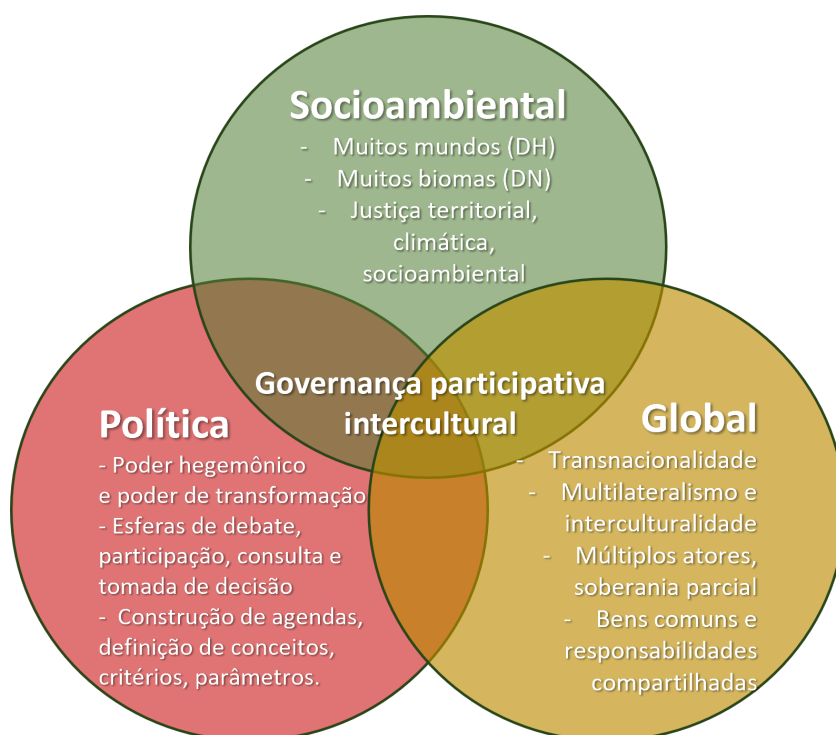 Socioambiental
- Muitos mundos (DH)
- Muitos biomas (DN)
- Justiça territorial,
climática,
socioambiental
Governança participativa
intercultural
Política
- Poder hegemônico
e poder de transformação
- Esferas de debate,
participação, consulta e
tomada de decisão
- Construção de agendas,
definição de conceitos,
critérios, parâmetros.
Global
- Transnacionalidade
- Multilateralismo e
interculturalidade
- Múltiplos atores,
soberania parcial
- Bens comuns e
responsabilidades
compartilhadas